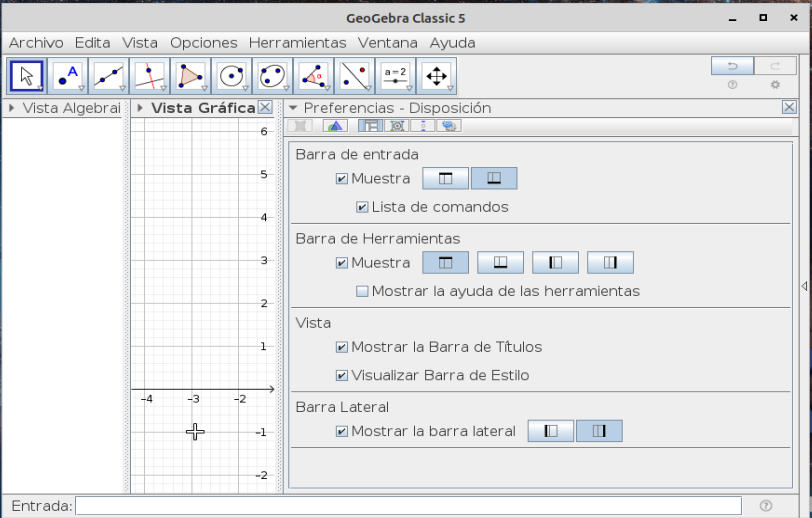 GeoGebra Classic 5
Archivo Edita Vista Opciones Herramientas Ventana Ayuda
A
α
a=2
Vista Algebrai
Vista Gráfica
Preferencias - Disposición
6
5
4
3
2
1
-4 -3 -2
-1
-2
Barra de entrada
Muestra
Lista de comandos
Barra de Herramientas
Muestra
Mostrar la ayuda de las herramientas
Vista
Mostrar la Barra de Títulos
Visualizar Barra de Estilo
Barra Lateral
Mostrar la barra lateral
Entrada: